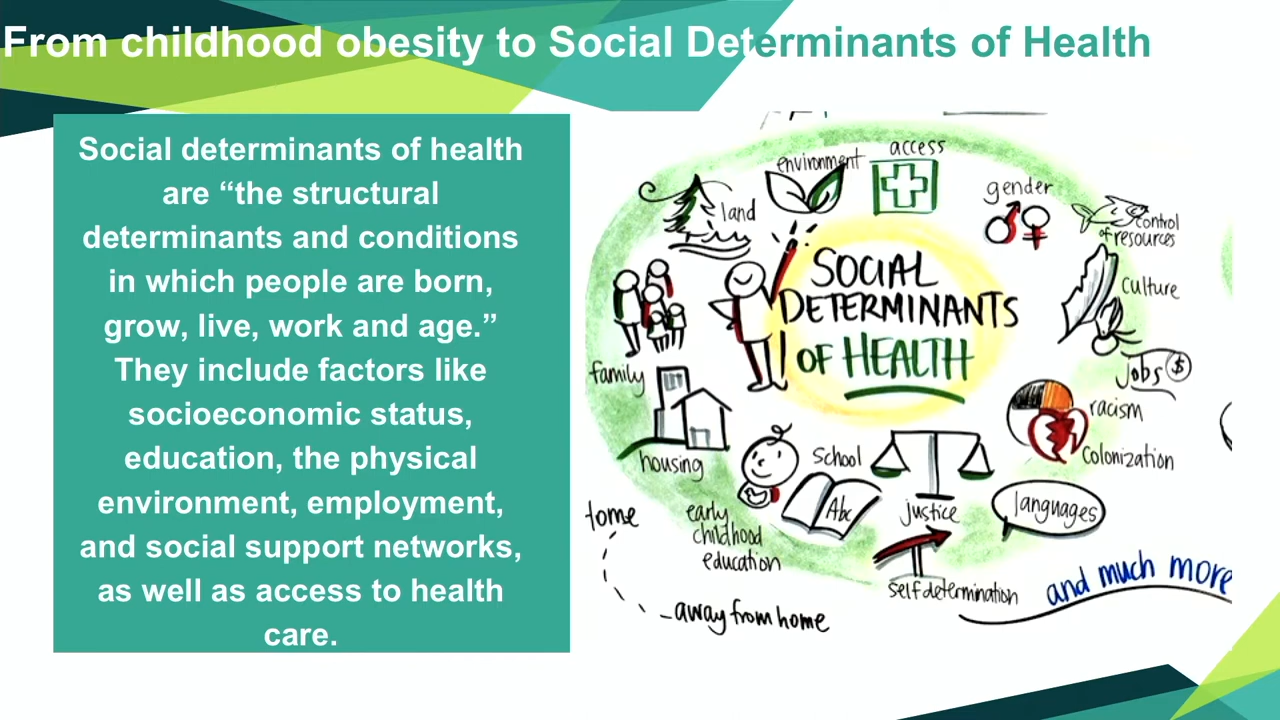 From childhood obesity to Social Determinants of Health
Social determinants of health
are “the structural
determinants and conditions
in which people are born,
grow, live, work and age.”
They include factors like
socioeconomic status,
education, the physical
environment, employment,
and social support networks,
as well as access to health
care.
environment
access
land
gender
control
of resources
SOCIAL
DETERMINANTS
OF HEALTH
culture
family
jobs $
racism
colonization
housing
school
Abc
justice
languages
home
early
childhood
education
self determination
and much more
away from home